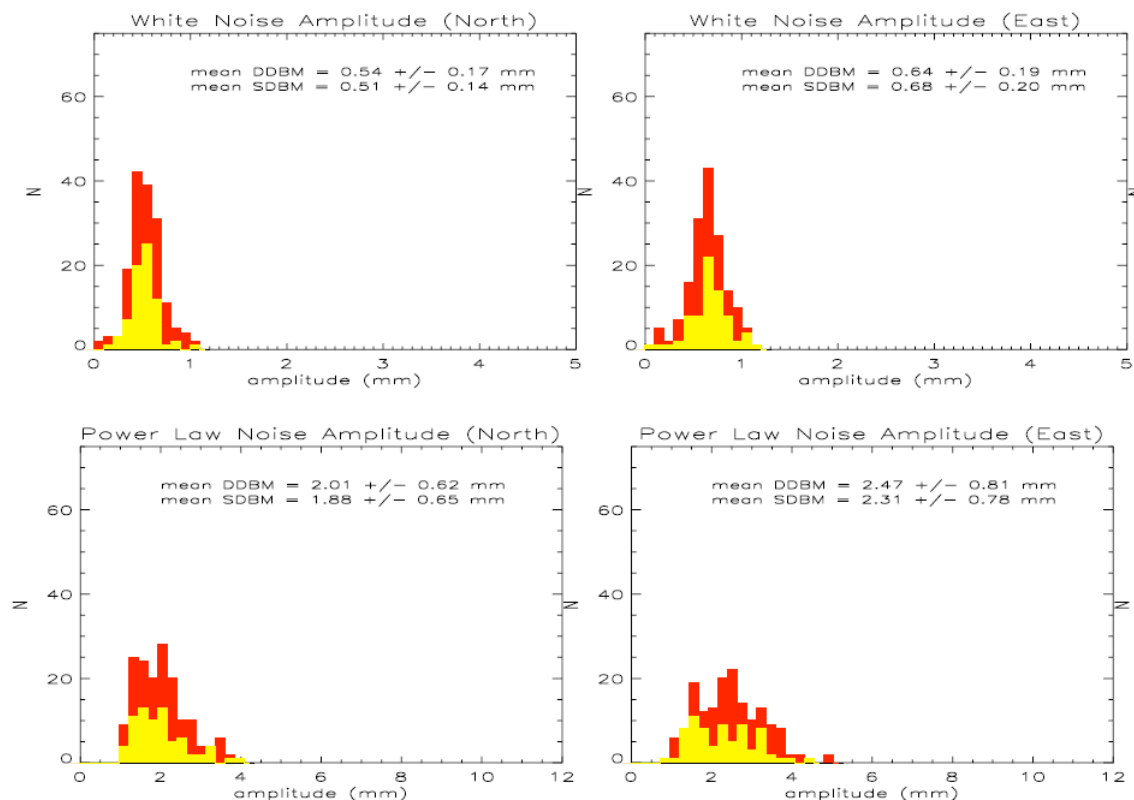 White Noise Amplitude (North)
mean DDBM = 0.54 +/- 0.17 mm
mean SDBM = 0.51 +/- 0.14 mm
N
60
40
20
0
0 1 2 3 4 5
amplitude (mm)
White Noise Amplitude (East)
mean DDBM = 0.64 +/- 0.19 mm
mean SDBM = 0.68 +/- 0.20 mm
N
60
40
20
0
0 1 2 3 4 5
amplitude (mm)
N
Power Law Noise Amplitude (North)
mean DDBM = 2.01 +/- 0.62 mm
mean SDBM = 1.88 +/- 0.65 mm
N
60
40
20
0
0 2 4 6 8 10 12
amplitude (mm)
Power Law Noise Amplitude (East)
mean DDBM = 2.47 +/- 0.81 mm
mean SDBM = 2.31 +/- 0.78 mm
N
60
40
20
0
0 2 4 6 8 10 12
amplitude (mm)